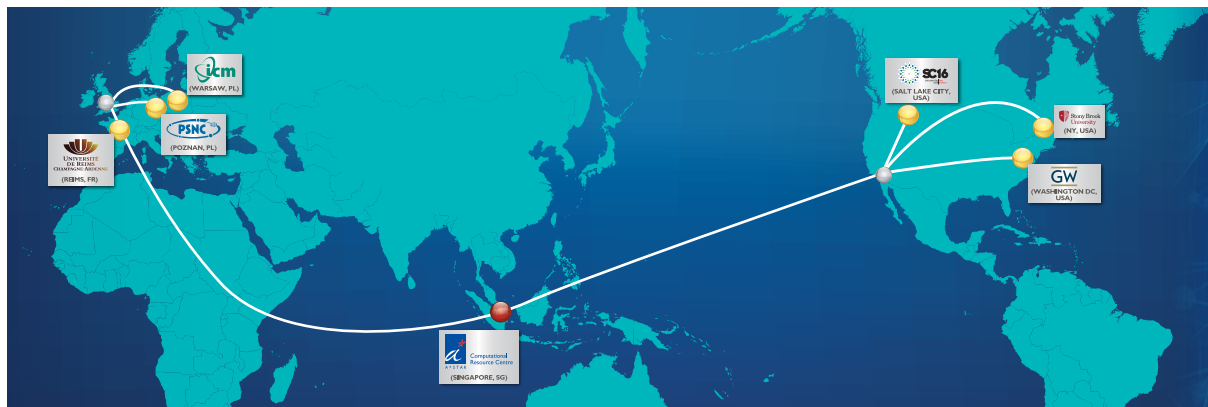 icm
(WARSAW, PL)
PSNC
(POZNAN, PL)
UNIVERSITÉ
DE REIMS
CHAMPAGNE-ARDENNE
(REIMS, FR)
a*
A*STAR
Computational
Resource Centre
(SINGAPORE, SG)
SC16
(SALT LAKE CITY,
USA)
Stony Brook
University
(NY, USA)
GW
(WASHINGTON DC,
USA)